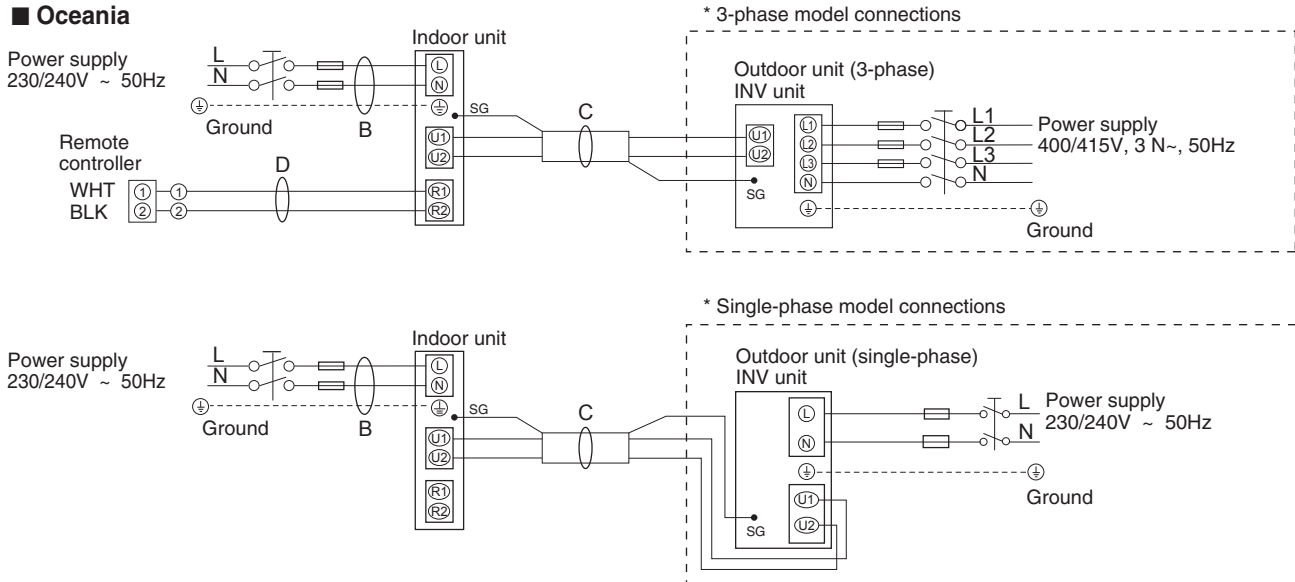 ■ Oceania
* 3-phase model connections
Power supply
230/240V ~ 50Hz
L
N
Ground
B
Indoor unit
L
N
SG
U1
U2
R1
R2
C
Remote
controller
WHT
BLK
1
2
1
2
D
Outdoor unit (3-phase)
INV unit
U1
U2
SG
L1
L2
L3
N
L1
L2
L3
N
Power supply
400/415V, 3 N~, 50Hz
Ground
* Single-phase model connections
Power supply
230/240V ~ 50Hz
L
N
Ground
B
Indoor unit
L
N
SG
U1
U2
R1
R2
C
Outdoor unit (single-phase)
INV unit
L
N
U1
U2
SG
L
N
Power supply
230/240V ~ 50Hz
Ground